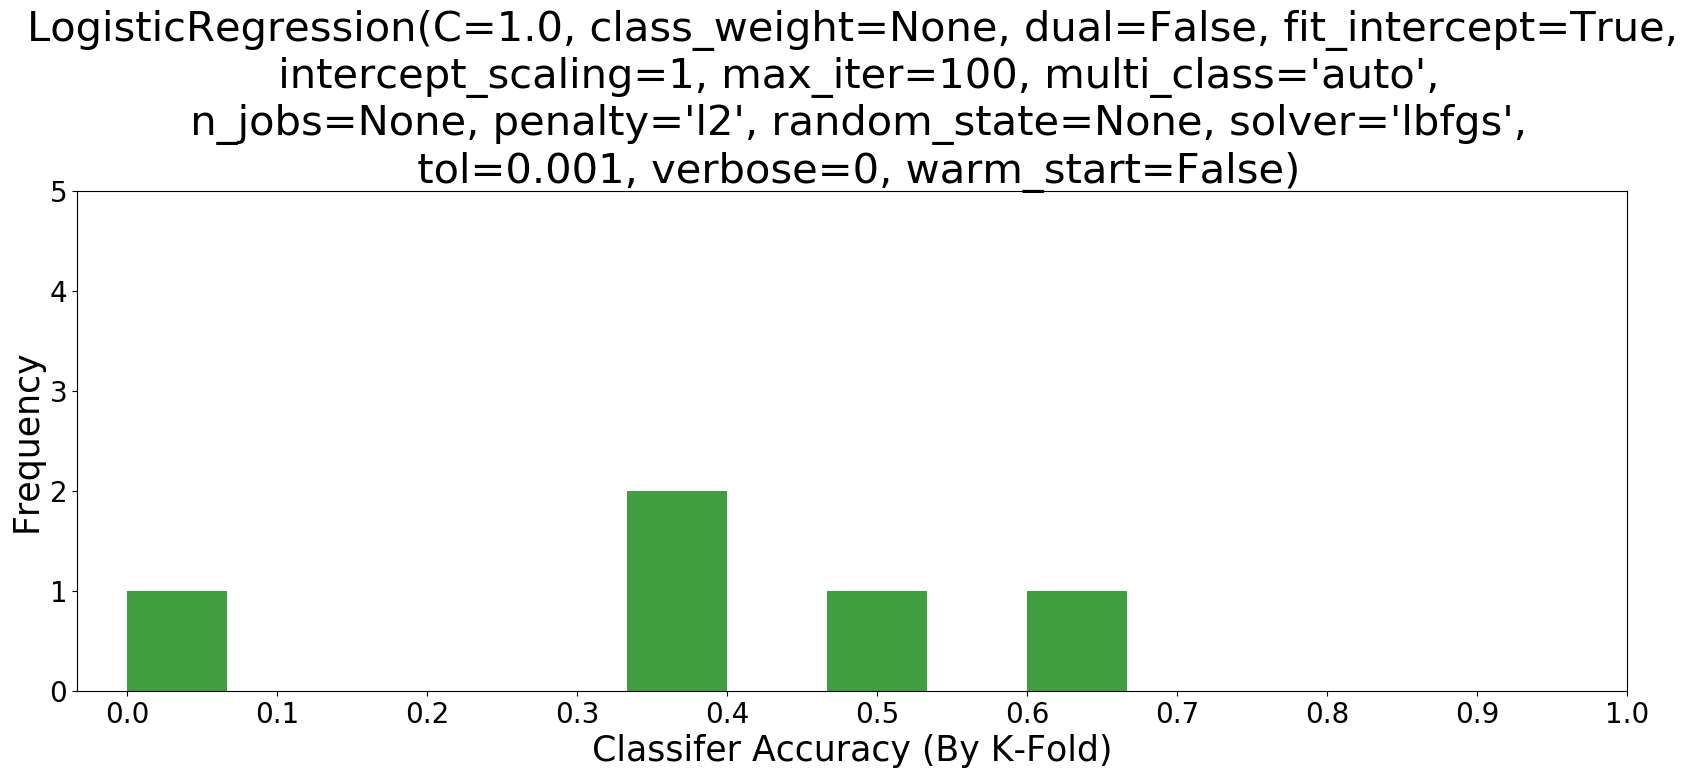 LogisticRegression(C=1.0, class_weight=None, dual=False, fit_intercept=True,
intercept_scaling=1, max_iter=100, multi_class='auto',
n_jobs=None, penalty='l2', random_state=None, solver='lbfgs',
tol=0.001, verbose=0, warm_start=False)
5
4
3
2
1
0
Frequency
0.0 0.1 0.2 0.3 0.4 0.5 0.6 0.7 0.8 0.9 1.0
Classifer Accuracy (By K-Fold)